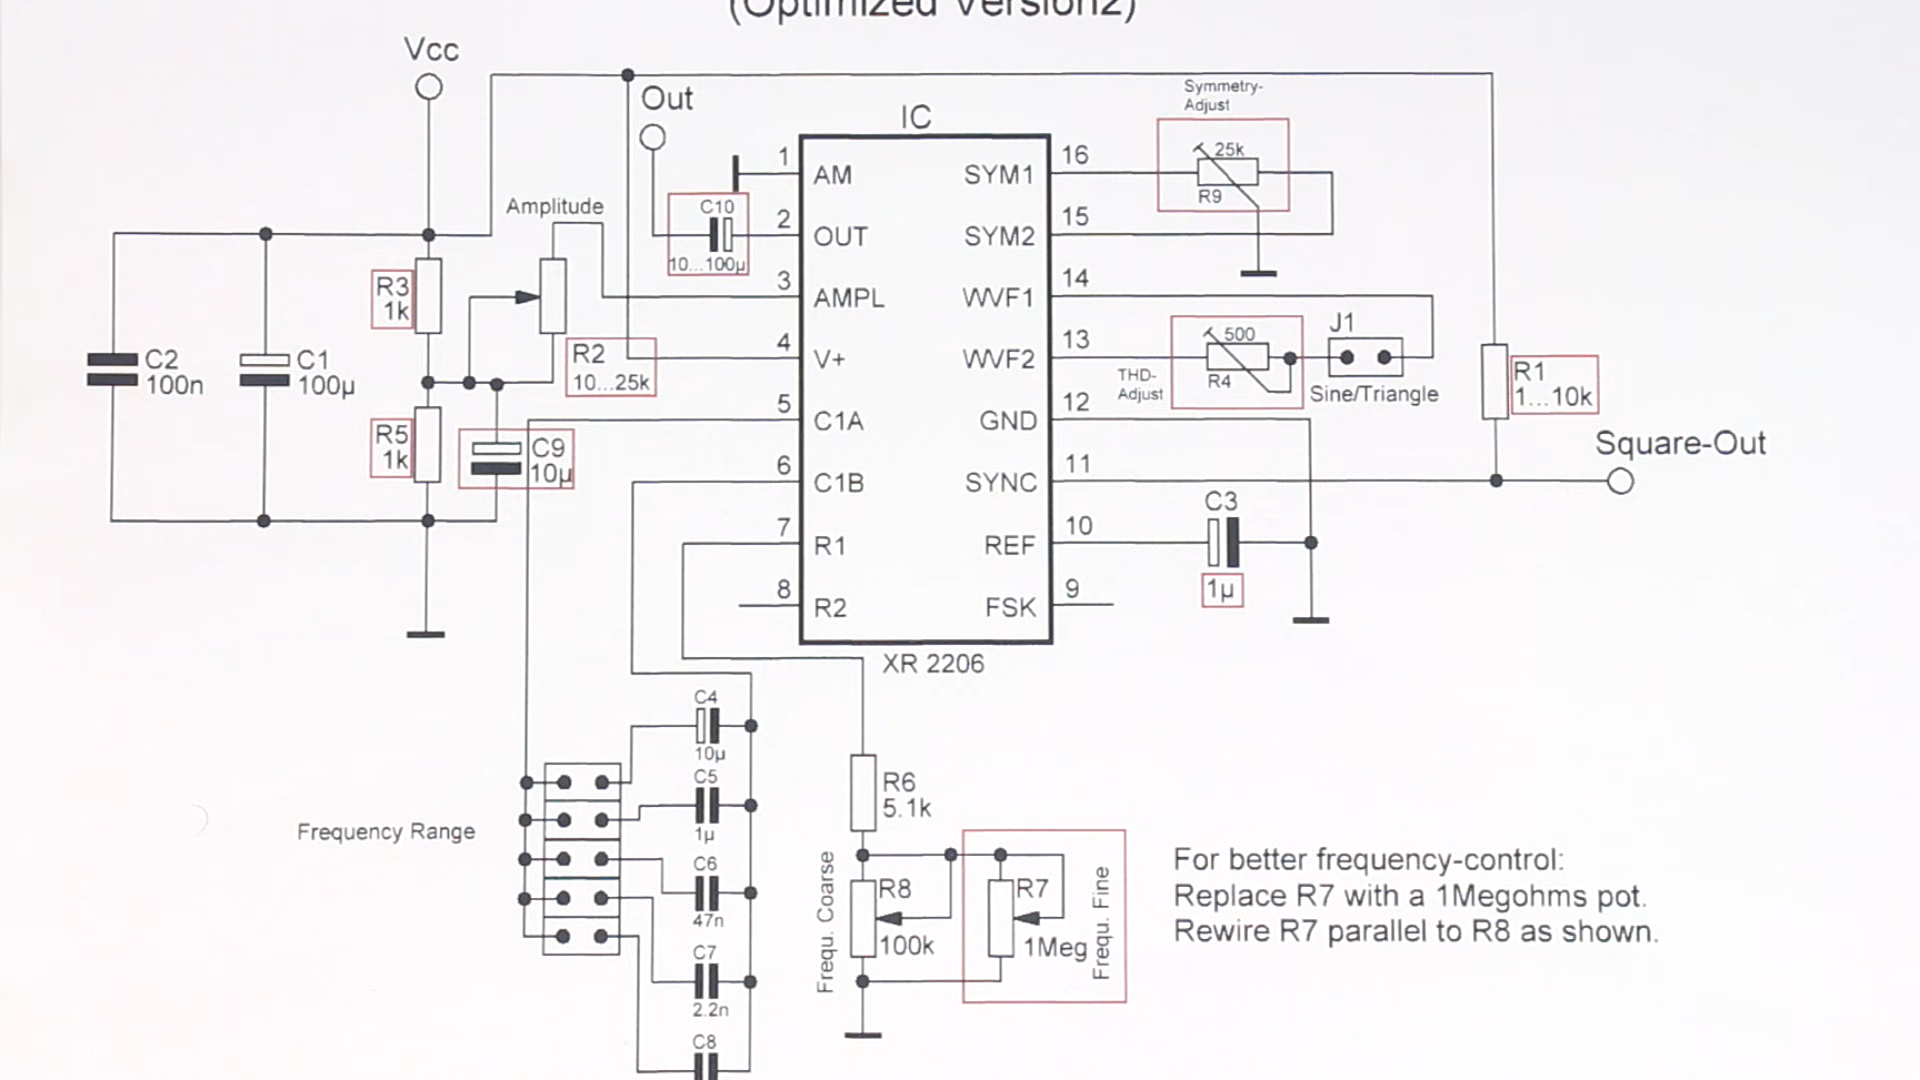 (Optimized Version2)
Vcc
Out
IC
Symmetry-
Adjust
25k
R9
Amplitude
C10
10...100µ
1
AM
2
OUT
3
AMPL
4
V+
5
C1A
6
C1B
7
R1
8
R2
16
SYM1
15
SYM2
14
WVF1
13
WVF2
12
GND
11
SYNC
10
REF
9
FSK
XR 2206
R3
1k
R2
10...25k
C2
100n
C1
100µ
R5
1k
C9
10µ
THD-
Adjust
500
R4
J1
Sine/Triangle
R1
1...10k
Square-Out
C3
1µ
C4
10µ
C5
1µ
C6
47n
C7
2.2n
C8
Frequency Range
R6
5.1k
Frequ. Coarse
R8
100k
R7
1Meg
Frequ. Fine
For better frequency-control:
Replace R7 with a 1Megohms pot.
Rewire R7 parallel to R8 as shown.